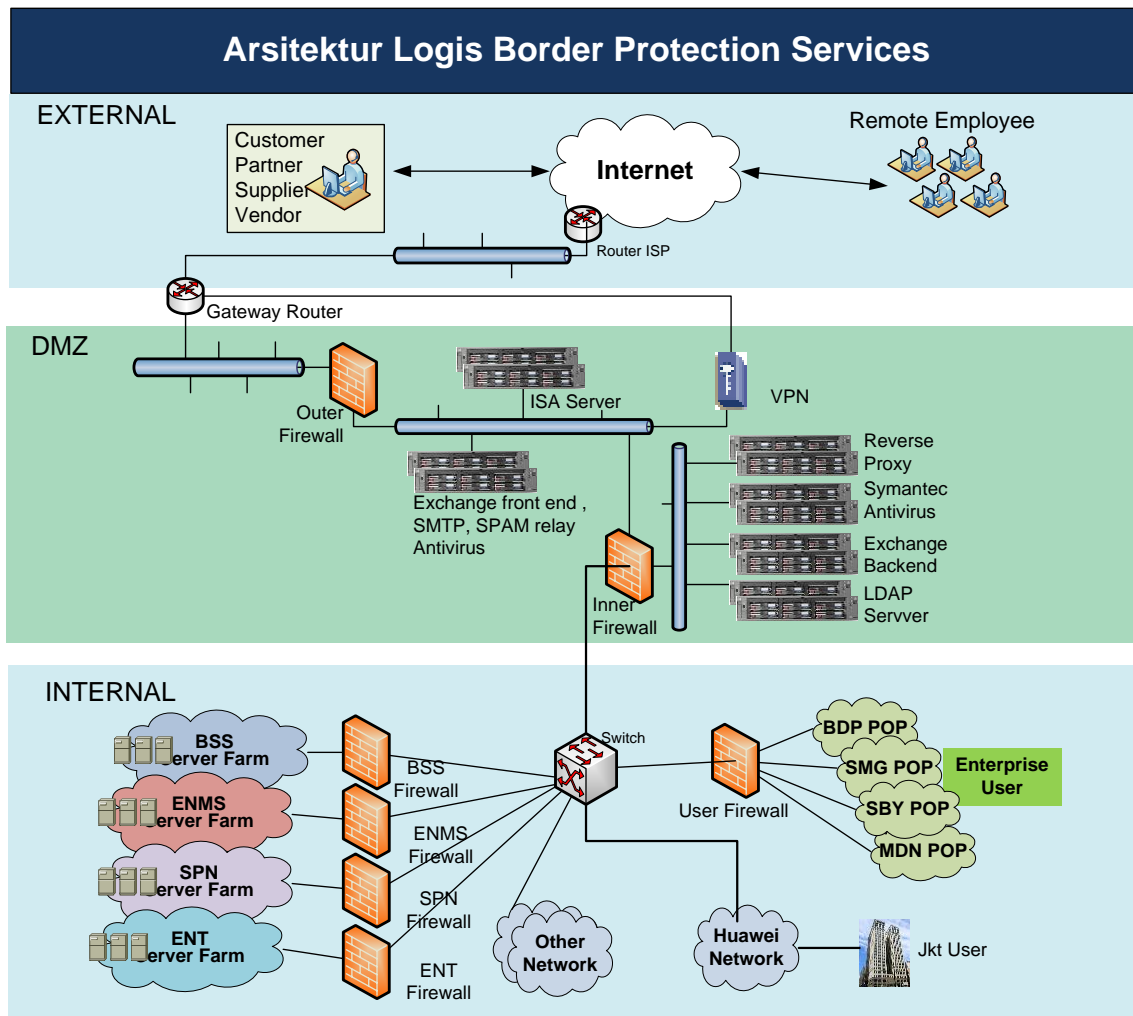 Arsitektur Logis Border Protection Services
EXTERNAL
Customer
Partner
Supplier
Vendor
Internet
Remote Employee
Router ISP
Gateway Router
DMZ
Outer
Firewall
ISA Server
VPN
Exchange front end ,
SMTP, SPAM relay
Antivirus
Reverse
Proxy
Symantec
Antivirus
Exchange
Backend
LDAP
Servver
Inner
Firewall
INTERNAL
BSS
Server Farm
BSS
Firewall
ENMS
Server Farm
ENMS
Firewall
SPN
Server Farm
SPN
Firewall
ENT
Server Farm
ENT
Firewall
Switch
User Firewall
BDP POP
SMG POP
SBY POP
MDN POP
Enterprise
User
Other
Network
Huawei
Network
Jkt User